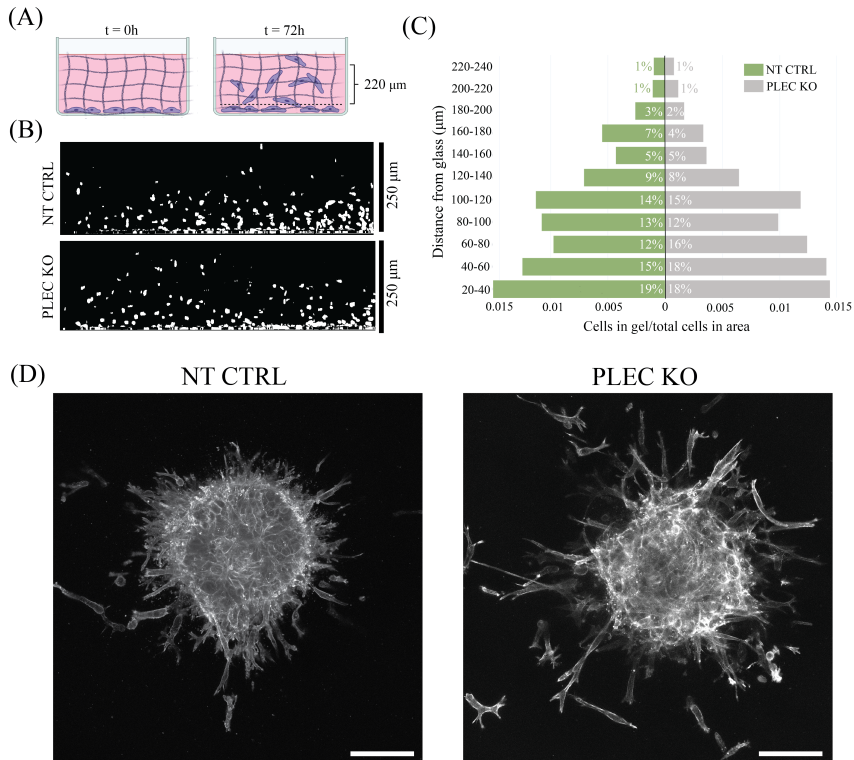 (A)
t = 0h
t = 72h
220 μm
(B)
NT CTRL
250 μm
PLEC KO
250 μm
(C)
Distance from glass (μm)
220-240 1% 1%
200-220 1% 1%
180-200 3% 2%
160-180 7% 4%
140-160 5% 5%
120-140 9% 8%
100-120 14% 15%
80-100 13% 12%
60-80 12% 16%
40-60 15% 18%
20-40 19% 18%
NT CTRL
PLEC KO
0.015 0.01 0.005 0 0.005 0.01 0.015
Cells in gel/total cells in area
(D)
NT CTRL
PLEC KO